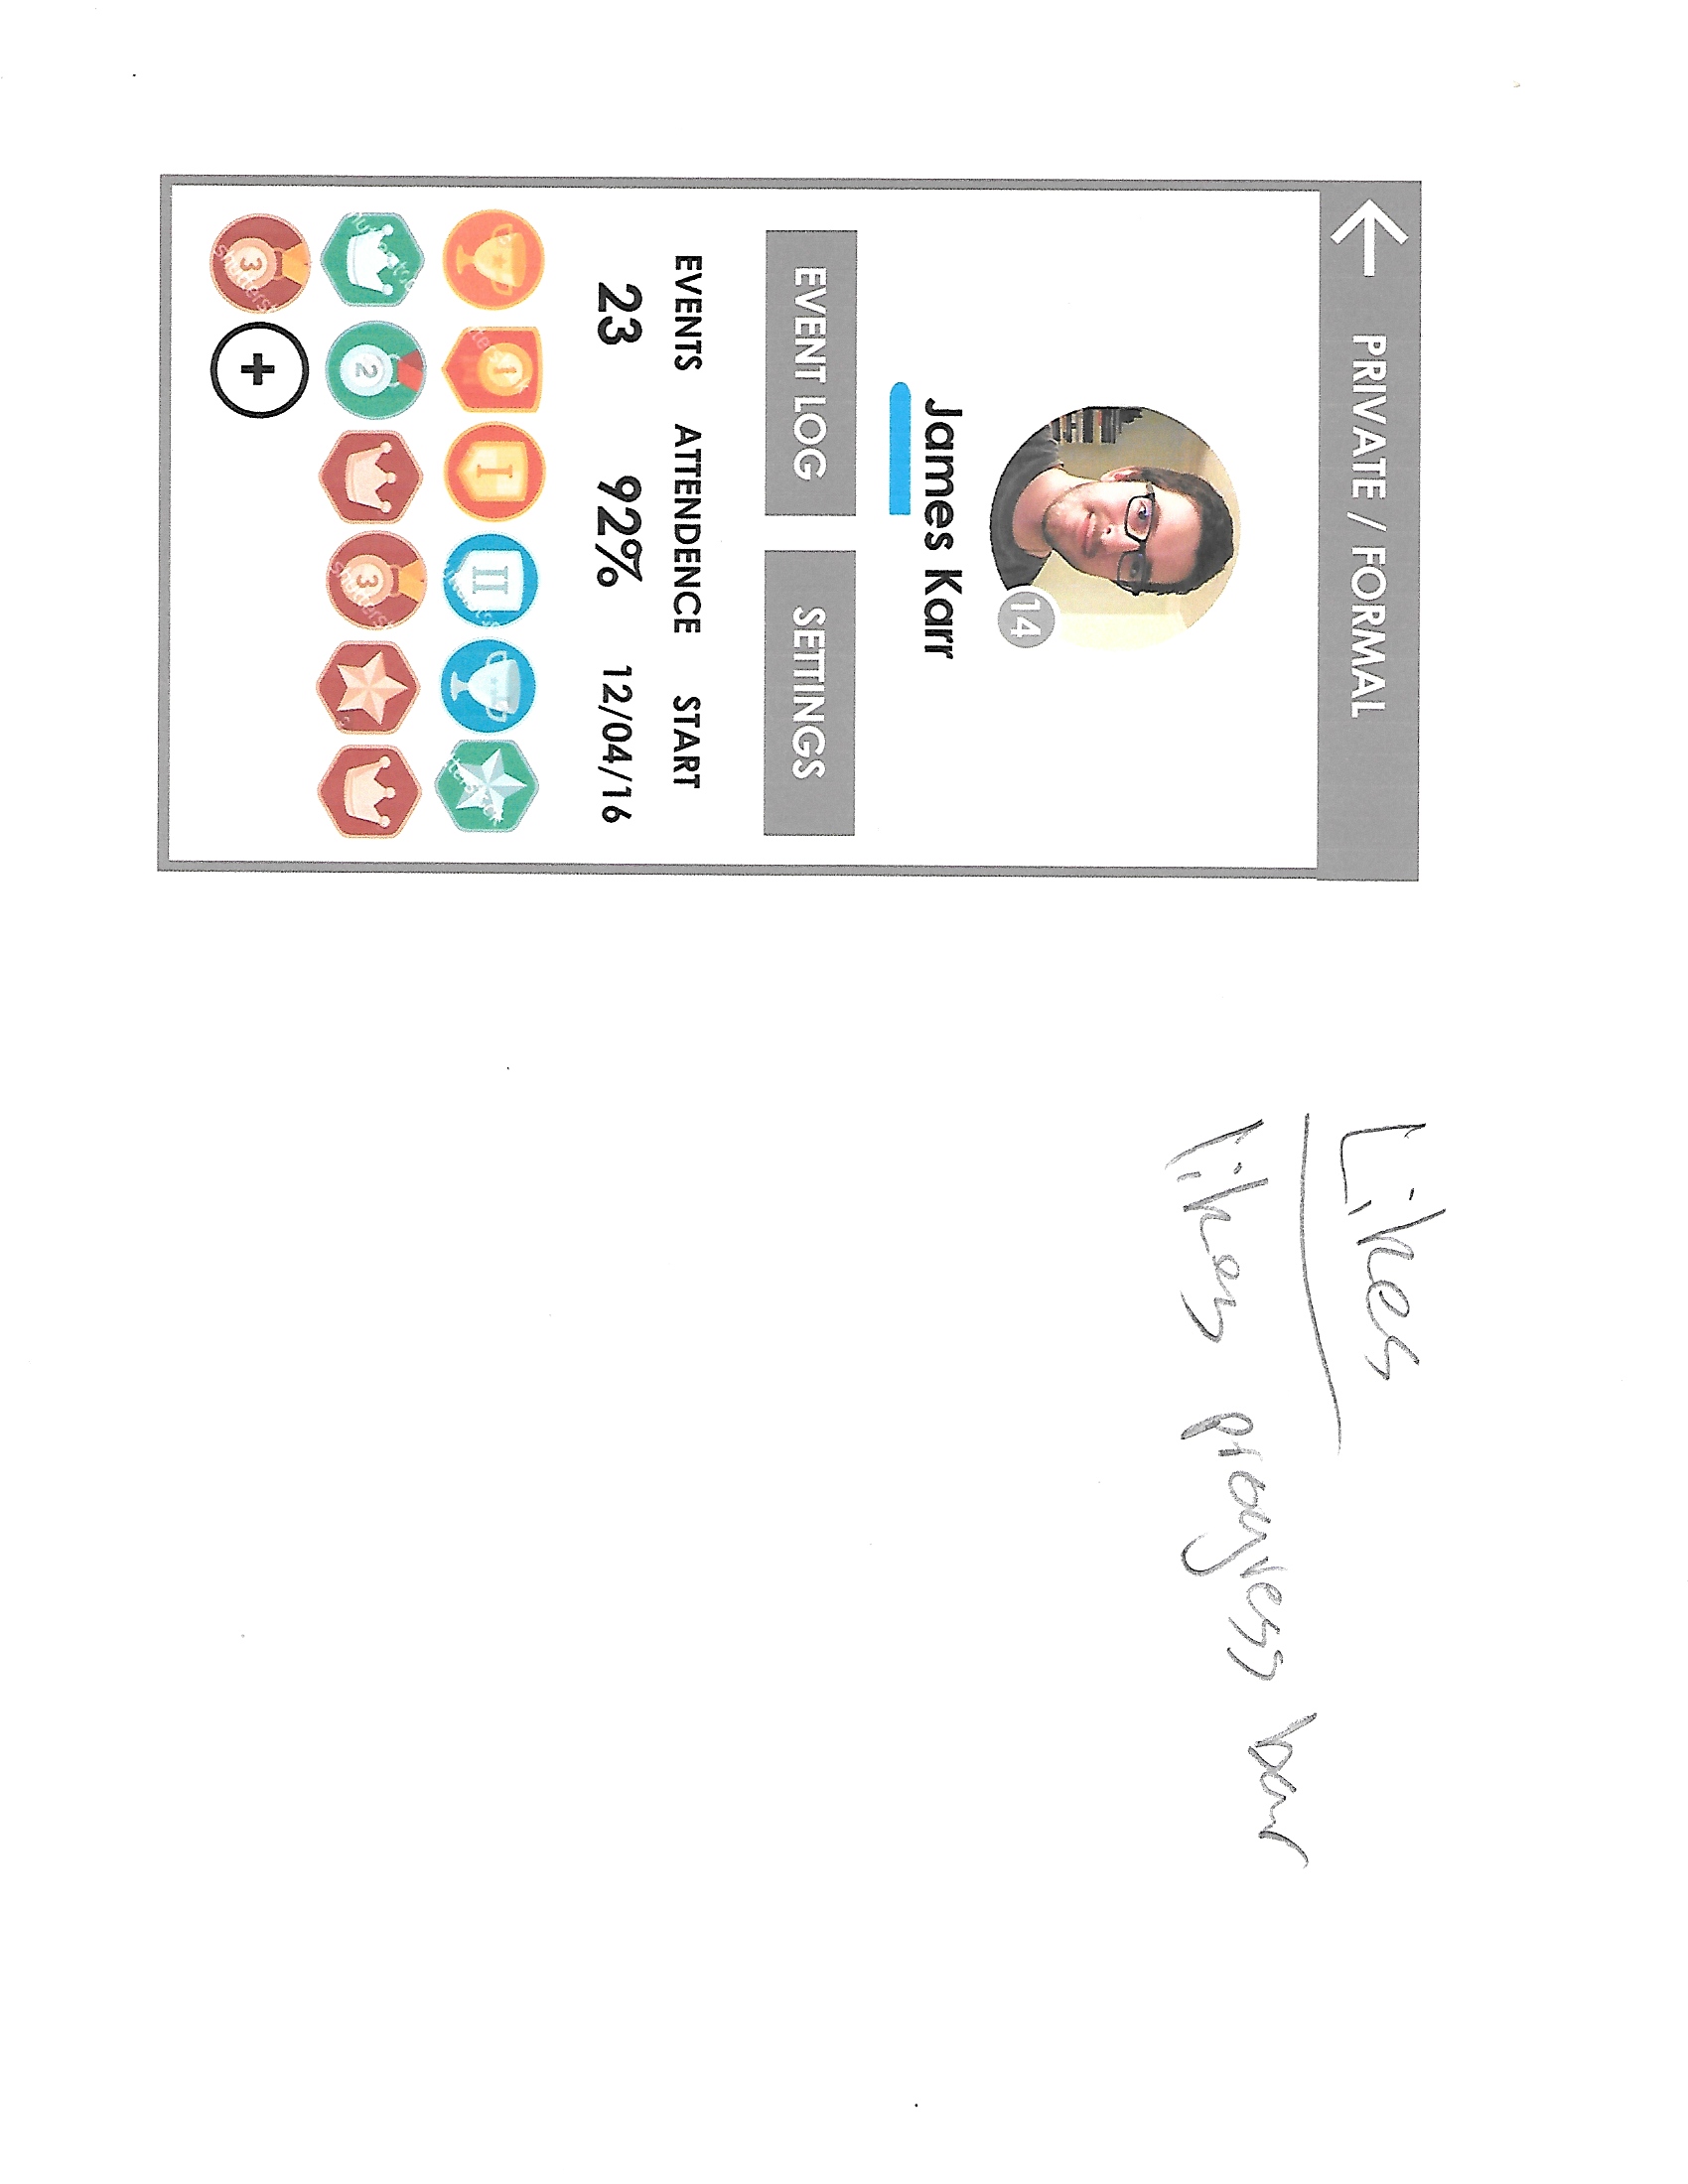 PRIVATE / FORMAL
14
James Karr
EVENT LOG SETTINGS
EVENTS ATTENDENCE START
23 92% 12/04/16
1 I II
2 3
3 +
Likes
likes progress bar